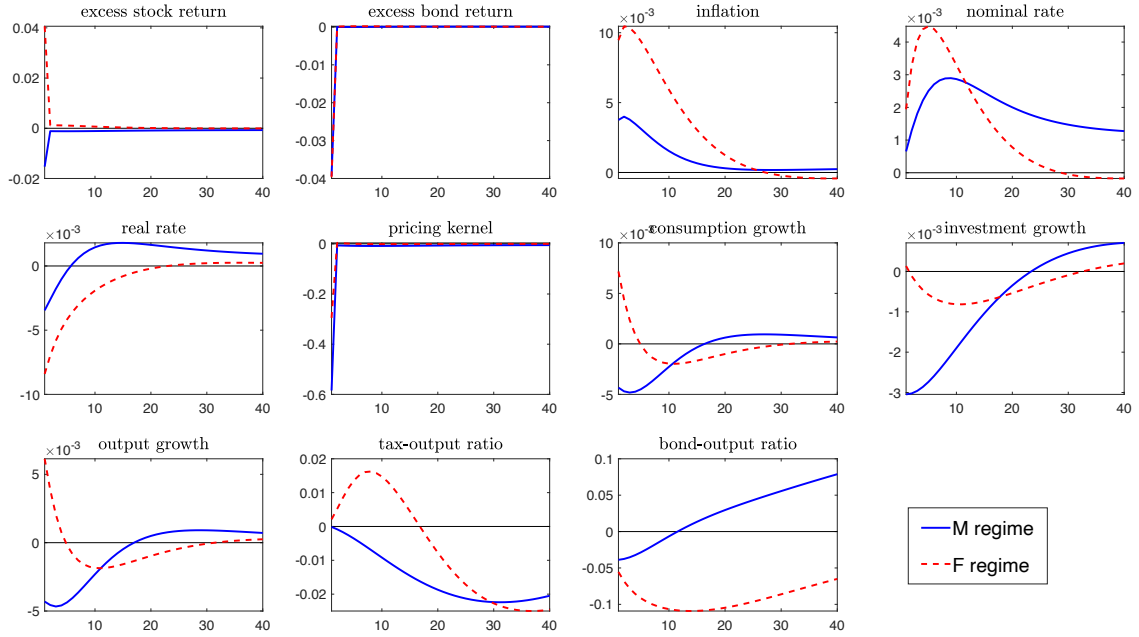 excess stock return
0.04
0.02
0
-0.02
10 20 30 40
excess bond return
0
-0.01
-0.02
-0.03
-0.04
10 20 30 40
inflation
×10-3
10
5
0
10 20 30 40
nominal rate
×10-3
4
3
2
1
0
10 20 30 40
real rate
×10-3
0
-5
-10
10 20 30 40
pricing kernel
0
-0.2
-0.4
-0.6
10 20 30 40
consumption growth
×10-3
10
5
0
-5
10 20 30 40
investment growth
×10-3
0
-1
-2
-3
10 20 30 40
output growth
×10-3
5
0
-5
10 20 30 40
tax-output ratio
0.02
0.01
0
-0.01
-0.02
10 20 30 40
bond-output ratio
0.1
0.05
0
-0.05
-0.1
10 20 30 40
M regime
F regime